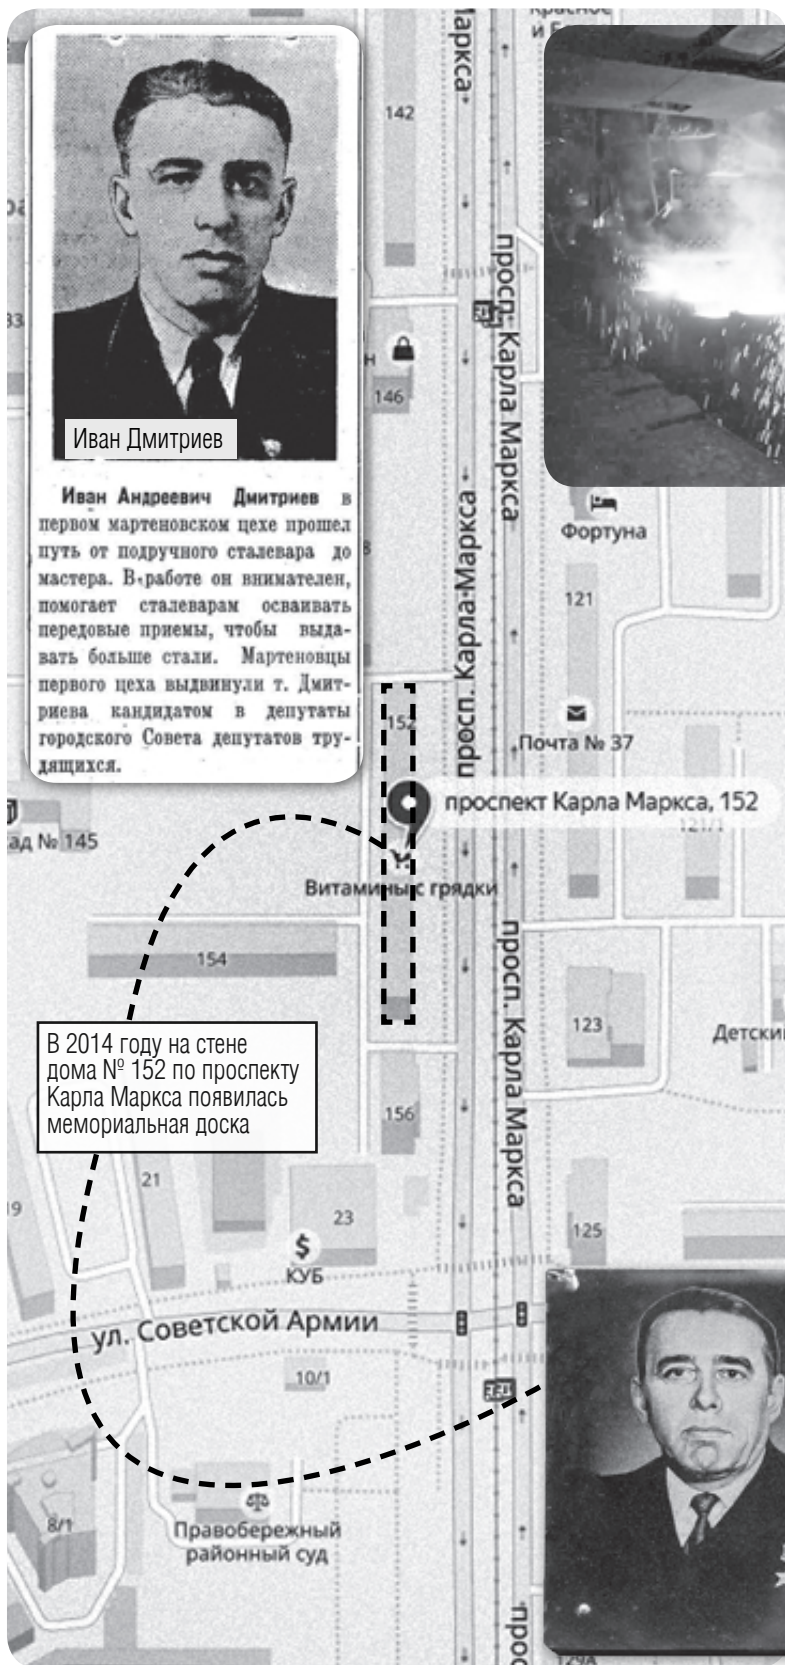 Маркса
142
просп. Карла Маркса
146
Иван Дмитриев
Иван Андреевич Дмитриев в
первом мартеновском цехе прошел
путь от подручного сталевара до
мастера. В работе он внимателен,
помогает сталеварам осваивать
передовые приемы, чтобы выда-
вать больше стали. Мартеновцы
первого цеха выдвинули т. Дмит-
риева кандидатом в депутаты
городского Совета депутатов тру-
дящихся.
Фортуна
121
просп. Карла Маркса
152
Почта № 37
проспект Карла Маркса, 152
121/1
ад № 145
Витамины с грядки
154
просп. Карла Маркса
123
Детский
В 2014 году на стене
дома № 152 по проспекту
Карла Маркса появилась
мемориальная доска
156
21
19
23
125
$
КУБ
ул. Советской Армии
10/1
8/1
Правобережный
районный суд
прос
129А